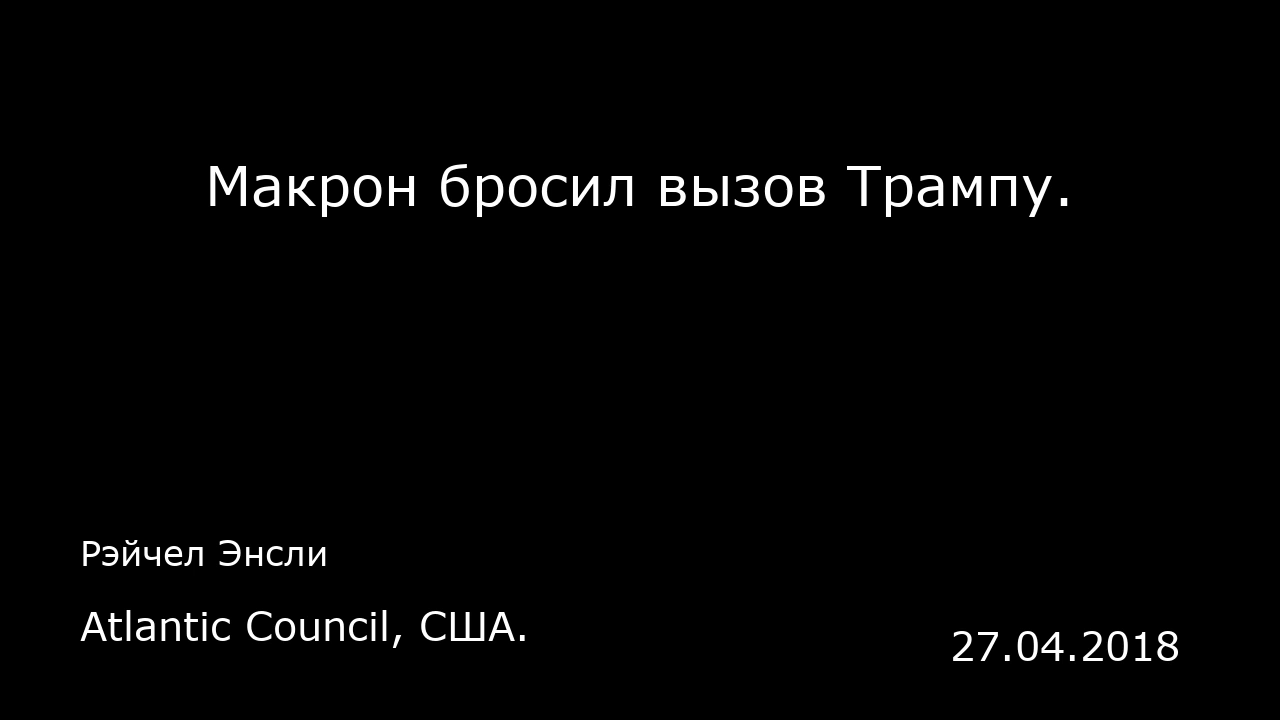 Макрон бросил вызов Трампу.
Рэйчел Энсли
Atlantic Council, США.
27.04.2018